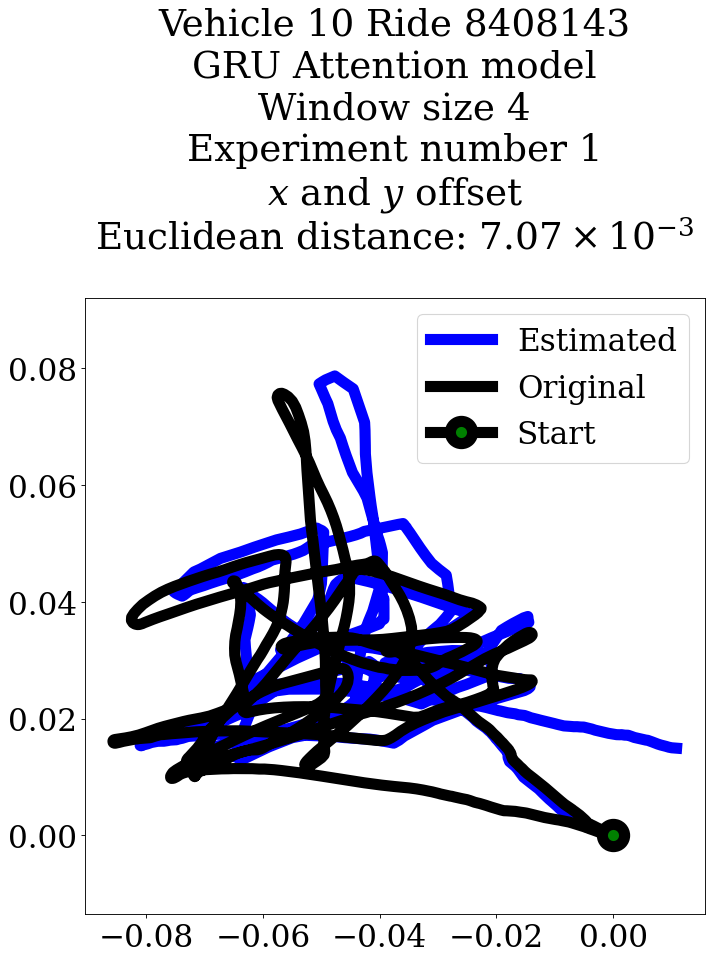 Vehicle 10 Ride 8408143
GRU Attention model
Window size 4
Experiment number 1
x and y offset
Euclidean distance: 7.07 × 10⁻³
Estimated
Original
Start
0.08
0.06
0.04
0.02
0.00
−0.08 −0.06 −0.04 −0.02 0.00